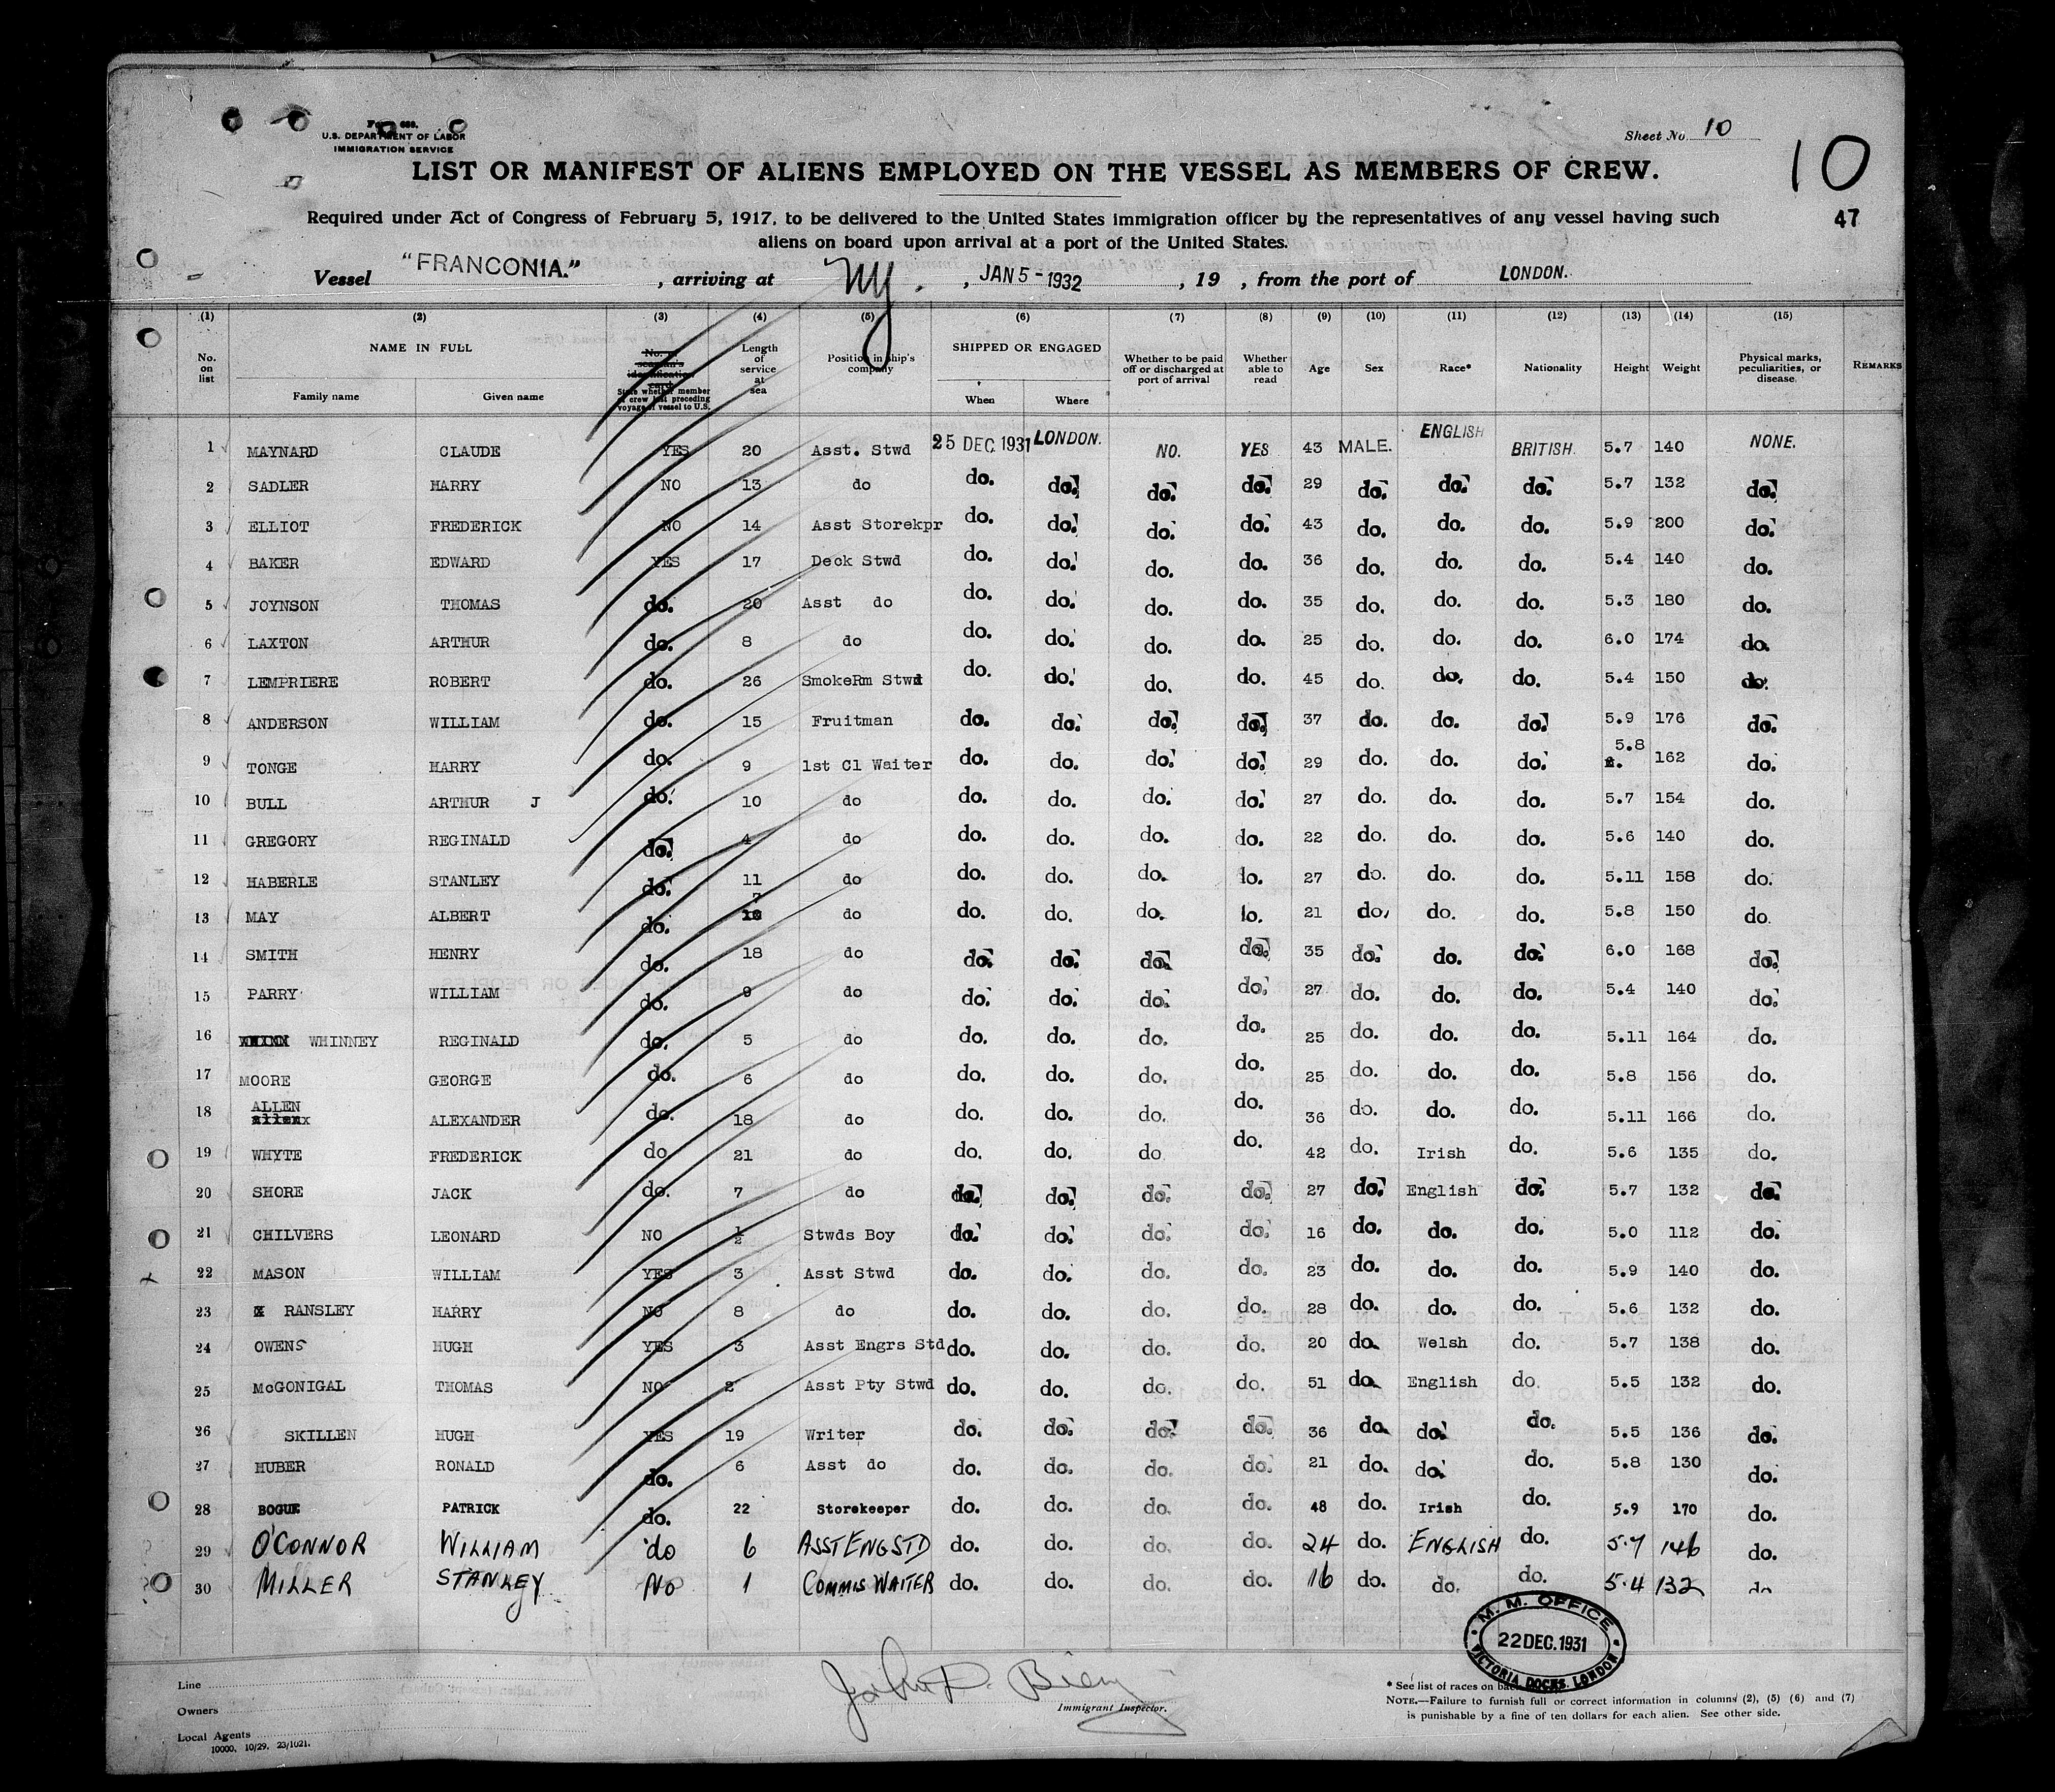 Sheet No. 10
10
U.S. DEPARTMENT OF LABOR
IMMIGRATION SERVICE
LIST OR MANIFEST OF ALIENS EMPLOYED ON THE VESSEL AS MEMBERS OF CREW.
Required under Act of Congress of February 5, 1917, to be delivered to the United States immigration officer by the representatives of any vessel having such
47
aliens on board upon arrival at a port of the United States.
Vessel "FRANCONIA." , arriving at NY. , JAN 5 - 1932 , 19 , from the port of LONDON.
(1) (2) (3) (4) (5) (6) (7) (8) (9) (10) (11) (12) (13) (14) (15)
No. on list NAME IN FULL Family name Given name State whether member of crew last preceding voyage of vessel to U.S. Length of service at sea Position in ship's company SHIPPED OR ENGAGED When Where Whether to be paid off or discharged at port of arrival Whether able to read Age Sex Race* Nationality Height Weight Physical marks, peculiarities, or disease. REMARKS
1 MAYNARD CLAUDE YES 20 Asst. Stwd 25 DEC 1931 LONDON. NO. YES 43 MALE. ENGLISH BRITISH. 5.7 140 NONE.
2 SADLER HARRY NO 13 do do. do. do. do. 29 do. do. do. 5.7 132 do.
3 ELLIOT FREDERICK NO 14 Asst Storekpr do. do. do. do. 43 do. do. do. 5.9 200 do.
4 BAKER EDWARD YES 17 Deck Stwd do. do. do. do. 36 do. do. do. 5.4 140 do.
5 JOYNSON THOMAS do. 20 Asst do do. do. do. do. 35 do. do. do. 5.3 180 do.
6 LAXTON ARTHUR do. 8 do do. do. do. do. 25 do. do. do. 6.0 174 do.
7 LEMPRIERE ROBERT do. 26 SmokeRm Stwd do. do. do. do. 45 do. do. do. 5.4 150 do.
8 ANDERSON WILLIAM do. 15 Fruitman do. do. do. do. 37 do. do. do. 5.9 176 do.
9 TONGE HARRY do. 9 1st Cl Waiter do. do. do. do. 29 do. do. do. 5.8 162 do.
10 BULL ARTHUR J do. 10 do do. do. do. do. 27 do. do. do. 5.7 154 do.
11 GREGORY REGINALD do. 4 do do. do. do. do. 22 do. do. do. 5.6 140 do.
12 HABERLE STANLEY do. 11 do do. do. do. do. 27 do. do. do. 5.11 158 do.
13 MAY ALBERT do. 7 do do. do. do. do. 21 do. do. do. 5.8 150 do.
14 SMITH HENRY do. 18 do do. do. do. do. 35 do. do. do. 6.0 168 do.
15 PARRY WILLIAM do. 9 do do. do. do. do. 27 do. do. do. 5.4 140 do.
16 WHINNEY REGINALD do. 5 do do. do. do. do. 25 do. do. do. 5.11 164 do.
17 MOORE GEORGE do. 6 do do. do. do. do. 25 do. do. do. 5.8 156 do.
18 ALLEN ALEXANDER do. 18 do do. do. do. do. 36 do. do. do. 5.11 166 do.
19 WHYTE FREDERICK do 21 do do. do. do do. 42 do. Irish do. 5.6 135 do.
20 SHORE JACK do. 7 do do. do. do. do. 27 do. English do. 5.7 132 do.
21 CHILVERS LEONARD NO 1/2 Stwds Boy do. do. do. do. 16 do. do. do. 5.0 112 do.
22 MASON WILLIAM YES 3 Asst Stwd do. do. do. do. 23 do. do. do. 5.9 140 do.
23 RANSLEY HARRY NO 8 do do. do. do. do. 28 do. do. do. 5.6 132 do.
24 OWENS HUGH YES 3 Asst Engrs Std do. do. do. do. 20 do. Welsh do. 5.7 138 do.
25 McGONIGAL THOMAS NO 2 Asst Pty Stwd do. do. do. do. 51 do. English do. 5.5 132 do.
26 SKILLEN HUGH YES 19 Writer do. do. do. do. 36 do. do. do. 5.5 136 do.
27 HUBER RONALD do. 6 Asst do do. do. do. do. 21 do. do. do. 5.8 130 do.
28 BOGUE PATRICK do. 22 Storekeeper do. do. do. do. 48 do. Irish do. 5.9 170 do.
29 O'CONNOR WILLIAM do 6 ASST ENG STD do. do. do. do. 24 do. ENGLISH do. 5.7 146 do.
30 MILLER STANLEY No 1 COMMIS WAITER do. do. do. do. 16 do. do. do. 5.4 132 do
M. M. OFFICE
22 DEC. 1931
VICTORIA DOCKS. LONDON
Line
Owners
Local Agents
10000. 10/29. 23/1021.
Immigrant Inspector.
* See list of races on back
NOTE.—Failure to furnish full or correct information in columns (2), (5) (6) and (7)
is punishable by a fine of ten dollars for each alien. See other side.